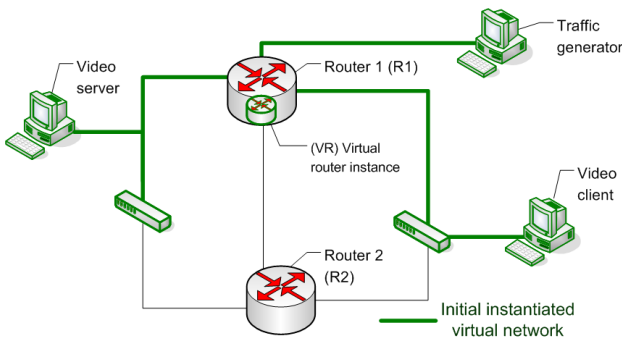 Traffic
generator
Video
server
Router 1 (R1)
(VR) Virtual
router instance
Video
client
Router 2
(R2)
Initial instantiated
virtual network